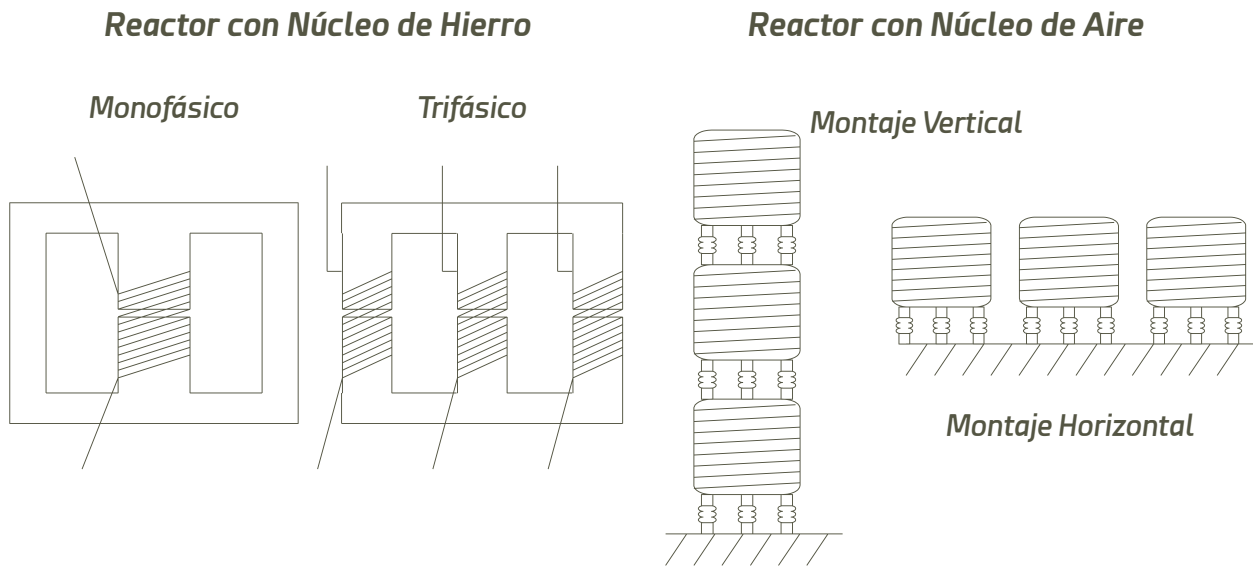 Reactor con Núcleo de Hierro
Reactor con Núcleo de Aire
Monofásico
Trifásico
Montaje Vertical
Montaje Horizontal